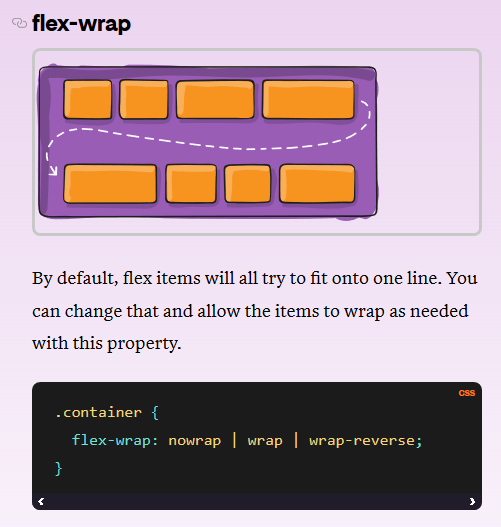 flex-wrap
By default, flex items will all try to fit onto one line. You
can change that and allow the items to wrap as needed
with this property.
CSS
.container {
  flex-wrap: nowrap | wrap | wrap-reverse;
}